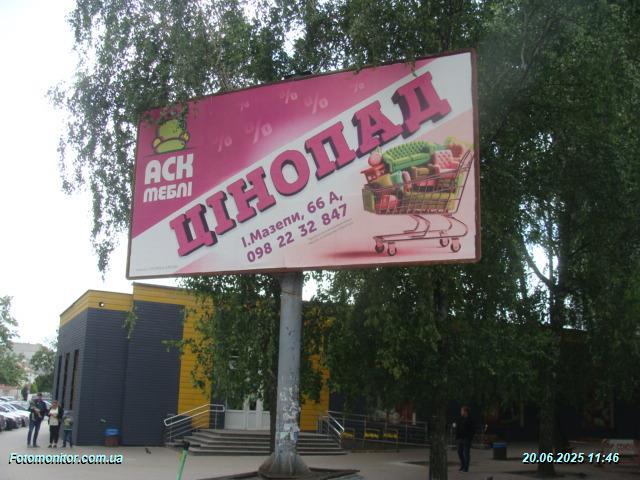 АСК
МЕБЛІ
ЦІНОПАД
І.Мазепи, 66 А,
098 22 32 847
Fotomonitor.com.ua
20.06.2025 11:46